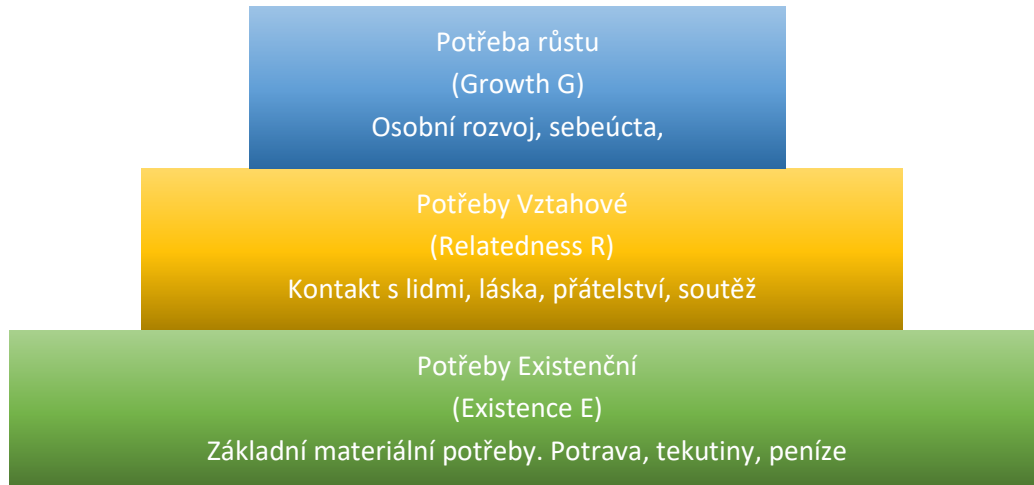 Potřeba růstu
(Growth G)
Osobní rozvoj, sebeúcta,
Potřeby Vztahové
(Relatedness R)
Kontakt s lidmi, láska, přátelství, soutěž
Potřeby Existenční
(Existence E)
Základní materiální potřeby. Potrava, tekutiny, peníze